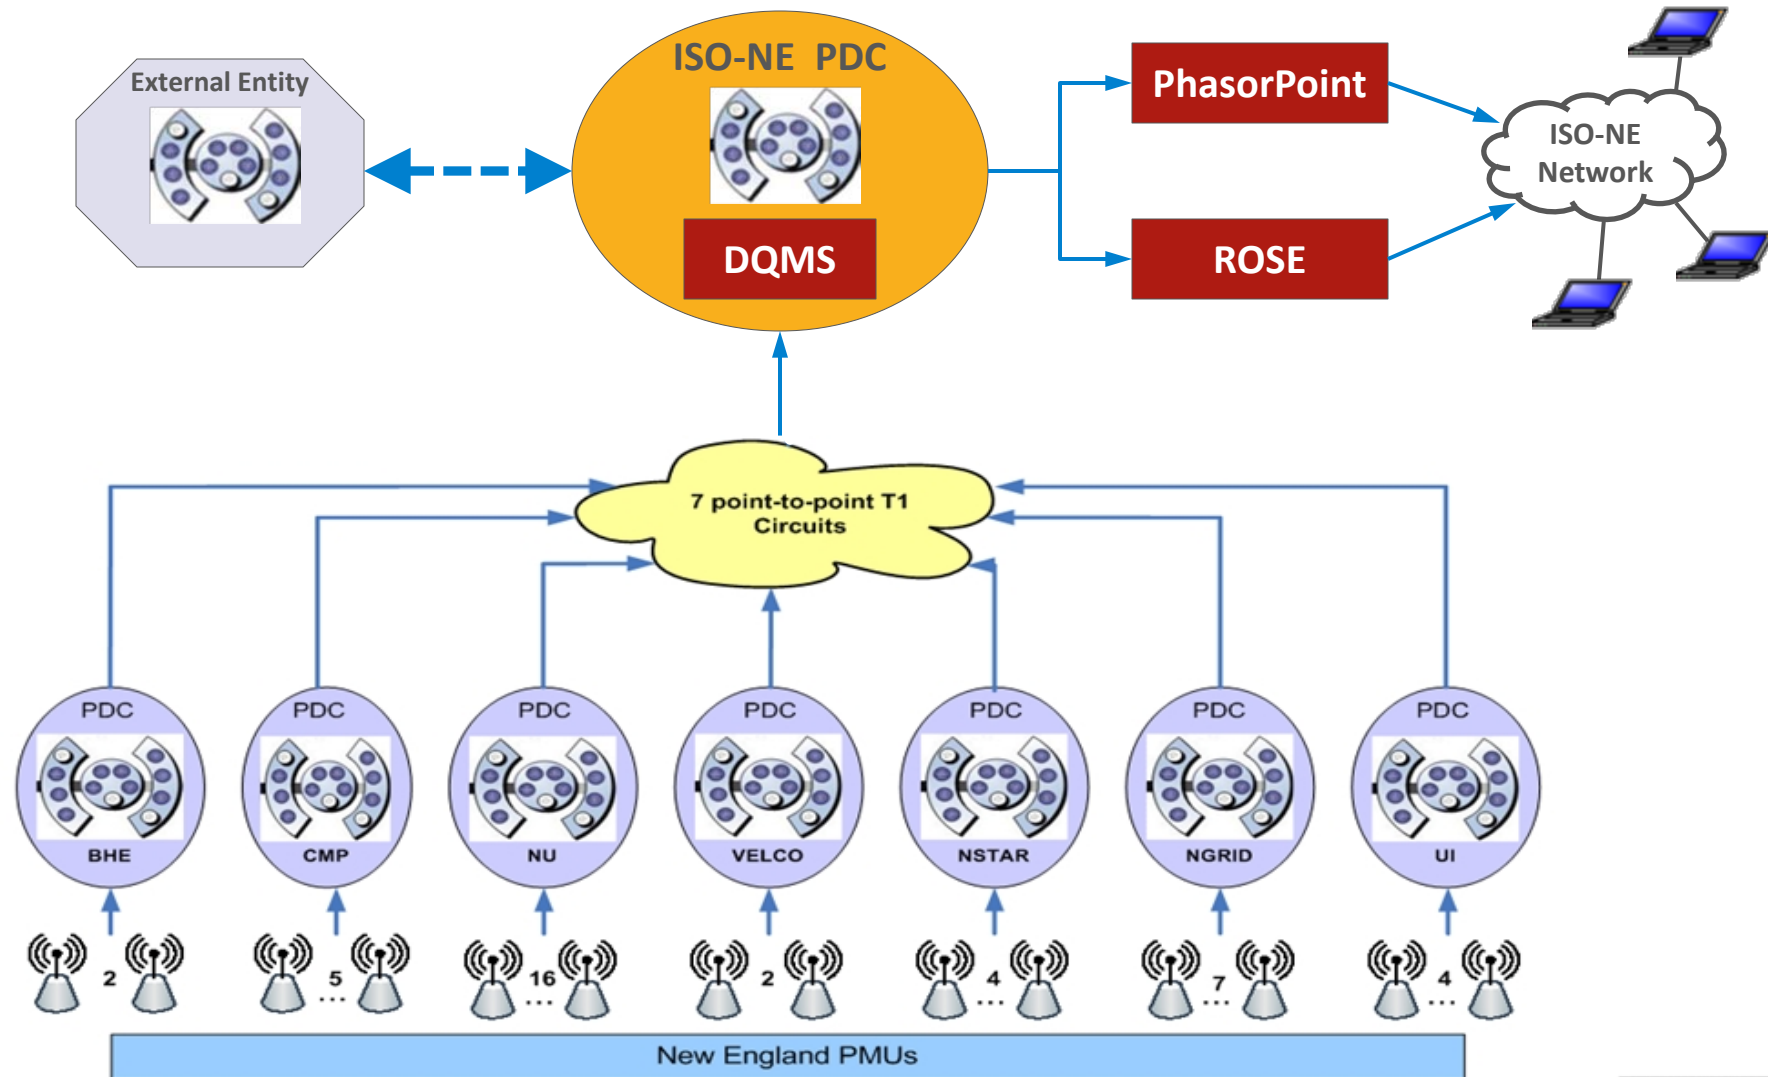 External Entity
ISO-NE PDC
DQMS
PhasorPoint
ROSE
ISO-NE
Network
7 point-to-point T1
Circuits
PDC
BHE
PDC
CMP
PDC
NU
PDC
VELCO
PDC
NSTAR
PDC
NGRID
PDC
UI
2
5
...
16
...
2
4
...
7
...
4
...
New England PMUs